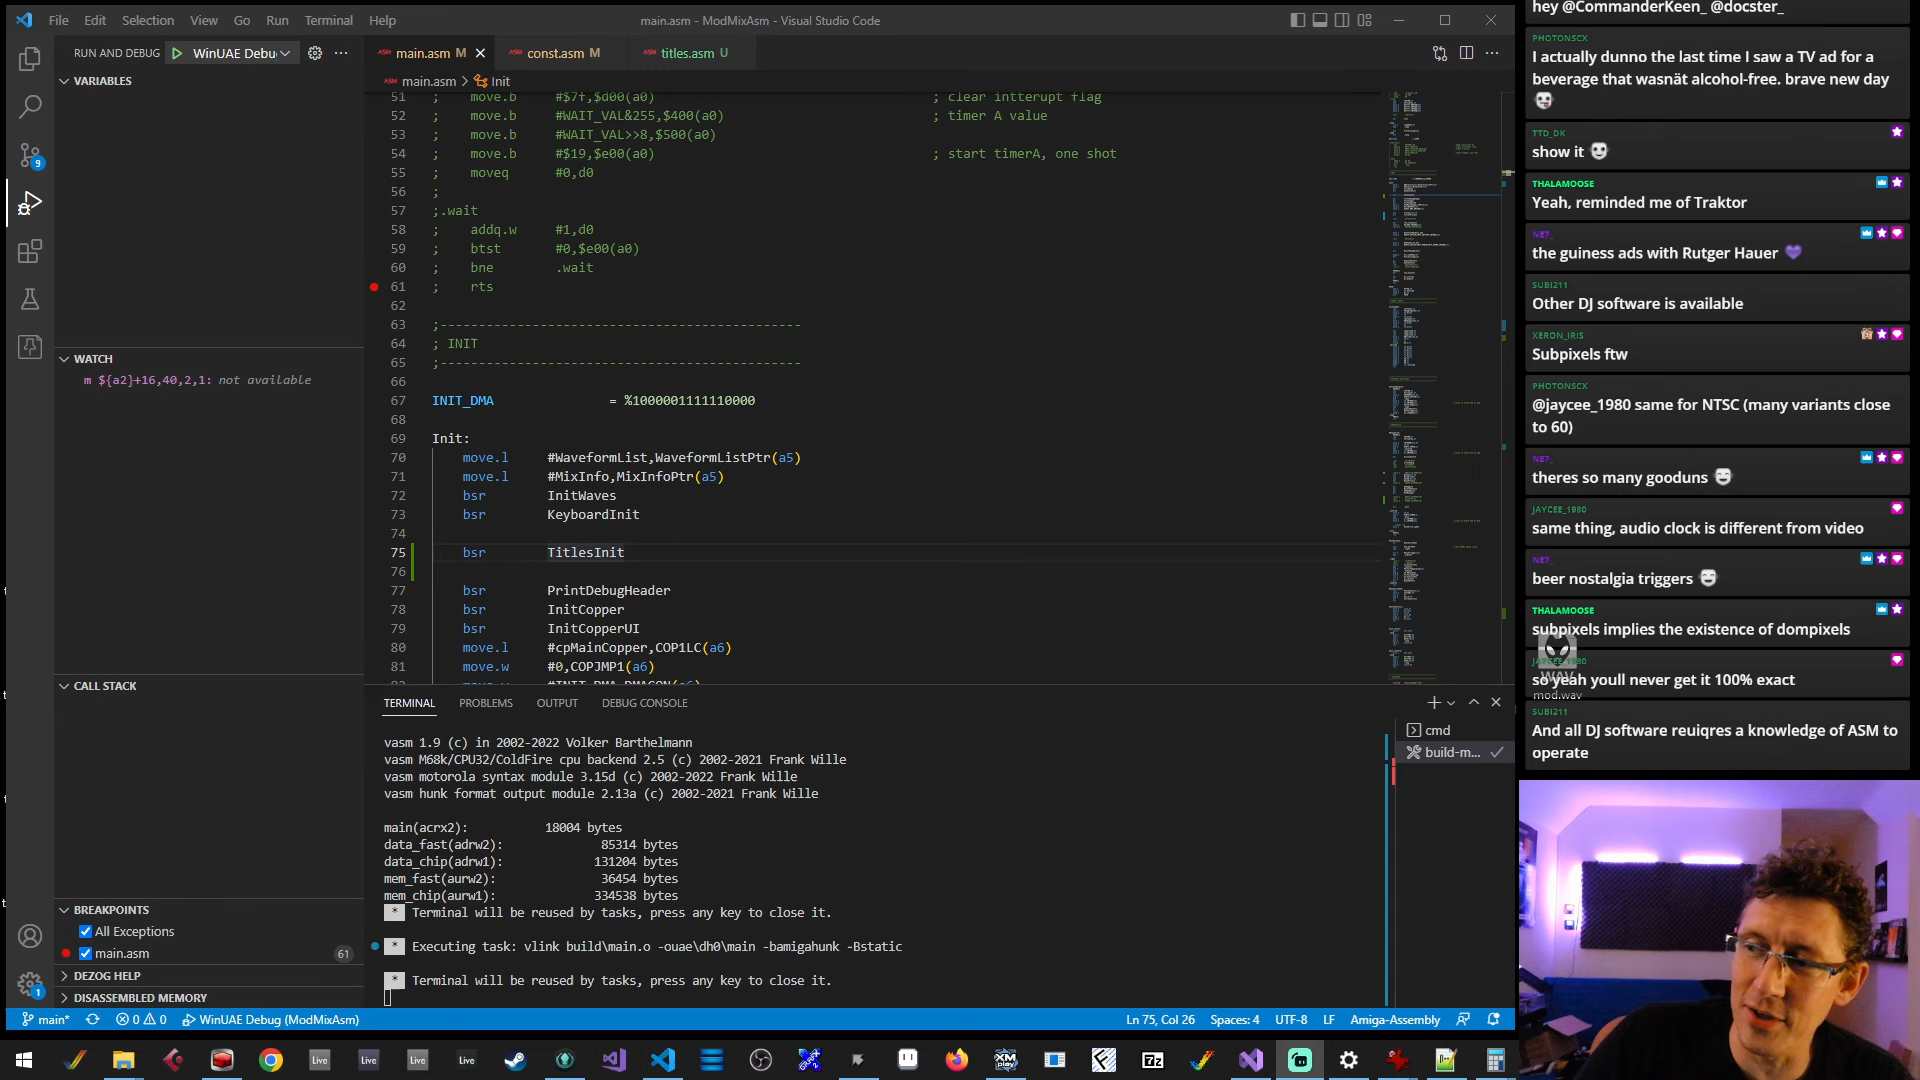 File Edit Selection View Go Run Terminal Help
main.asm - ModMixAsm - Visual Studio Code
RUN AND DEBUG
WinUAE Debu
main.asm M
const.asm M
titles.asm U
main.asm > Init
VARIABLES
WATCH
m ${a2}+16,40,2,1: not available
CALL STACK
BREAKPOINTS
All Exceptions
main.asm 61
DEZOG HELP
DISASSEMBLED MEMORY
51 ; move.b #$7f,$d00(a0) ; clear intterupt flag
52 ; move.b #WAIT_VAL&255,$400(a0) ; timer A value
53 ; move.b #WAIT_VAL>>8,$500(a0)
54 ; move.b #$19,$e00(a0) ; start timerA, one shot
55 ; moveq #0,d0
56 ;
57 ;.wait
58 ; addq.w #1,d0
59 ; btst #0,$e00(a0)
60 ; bne .wait
61 ; rts
62
63 ;-----------------------------------------------
64 ; INIT
65 ;-----------------------------------------------
66
67 INIT_DMA = %1000001111110000
68
69 Init:
70 move.l #WaveformList,WaveformListPtr(a5)
71 move.l #MixInfo,MixInfoPtr(a5)
72 bsr InitWaves
73 bsr KeyboardInit
74
75 bsr TitlesInit
76
77 bsr PrintDebugHeader
78 bsr InitCopper
79 bsr InitCopperUI
80 move.l #cpMainCopper,COP1LC(a6)
81 move.w #0,COPJMP1(a6)
TERMINAL PROBLEMS OUTPUT DEBUG CONSOLE
vasm 1.9 (c) in 2002-2022 Volker Barthelmann
vasm M68k/CPU32/ColdFire cpu backend 2.5 (c) 2002-2021 Frank Wille
vasm motorola syntax module 3.15d (c) 2002-2022 Frank Wille
vasm hunk format output module 2.13a (c) 2002-2021 Frank Wille
main(acrx2): 18004 bytes
data_fast(adrw2): 85314 bytes
data_chip(adrw1): 131204 bytes
mem_fast(aurw2): 36454 bytes
mem_chip(aurw1): 334538 bytes
* Terminal will be reused by tasks, press any key to close it.
* Executing task: vlink build\main.o -ouae\dh0\main -bamigahunk -Bstatic
* Terminal will be reused by tasks, press any key to close it.
cmd
build-m...
main* 0 0 WinUAE Debug (ModMixAsm)
Ln 75, Col 26 Spaces: 4 UTF-8 LF Amiga-Assembly
9
1
Live
Live
Live
Live
XM play
7z
hey @CommanderKeen_ @docster_
PHOTONSCX
I actually dunno the last time I saw a TV ad for a
beverage that wasnät alcohol-free. brave new day
TTD_DK
show it
THALAMOOSE
Yeah, reminded me of Traktor
NE7_
the guiness ads with Rutger Hauer
SUBI211
Other DJ software is available
XERON_IRIS
Subpixels ftw
PHOTONSCX
@jaycee_1980 same for NTSC (many variants close
to 60)
NE7_
theres so many gooduns
JAYCEE_1980
same thing, audio clock is different from video
NE7_
beer nostalgia triggers
THALAMOOSE
subpixels implies the existence of dompixels
JAYCEE_1980
so yeah youll never get it 100% exact
mod.wav
SUBI211
And all DJ software reuiqres a knowledge of ASM to
operate